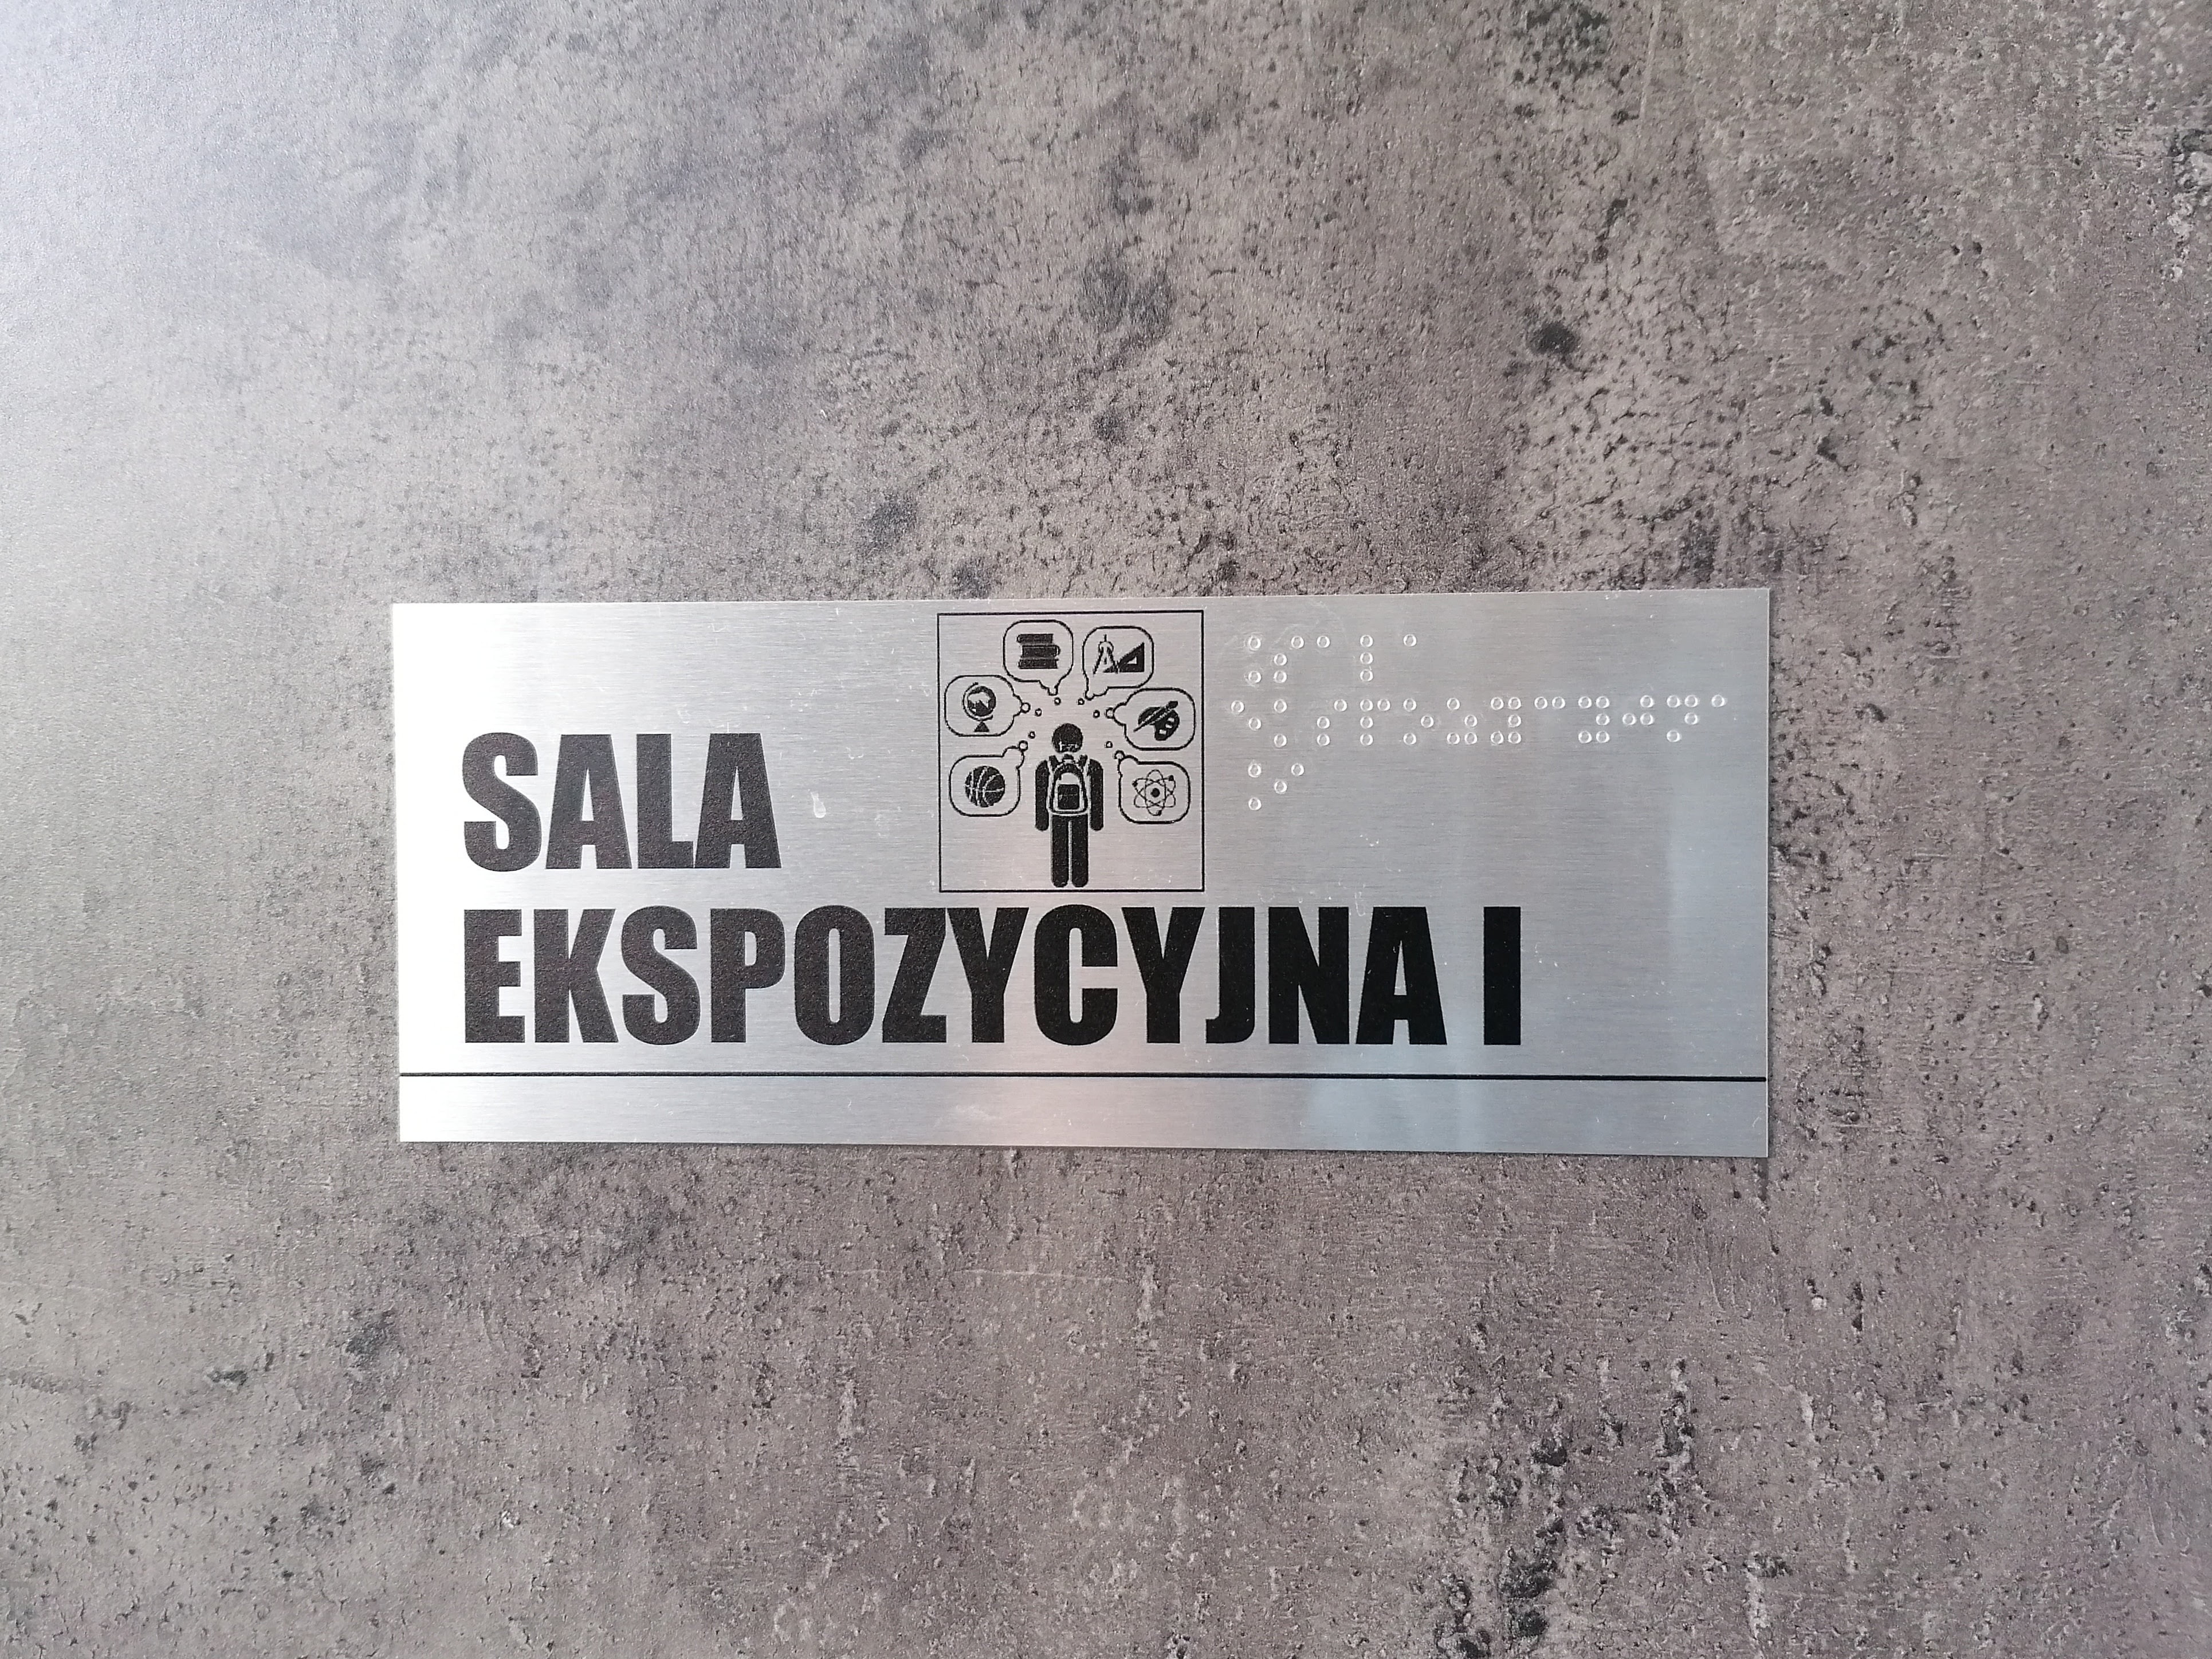 SALA
EKSPOZYCYJNA I
⠨⠎⠁⠇⠁
⠑⠅⠎⠏⠕⠵⠽⠉⠽⠚⠝⠁
⠨⠊